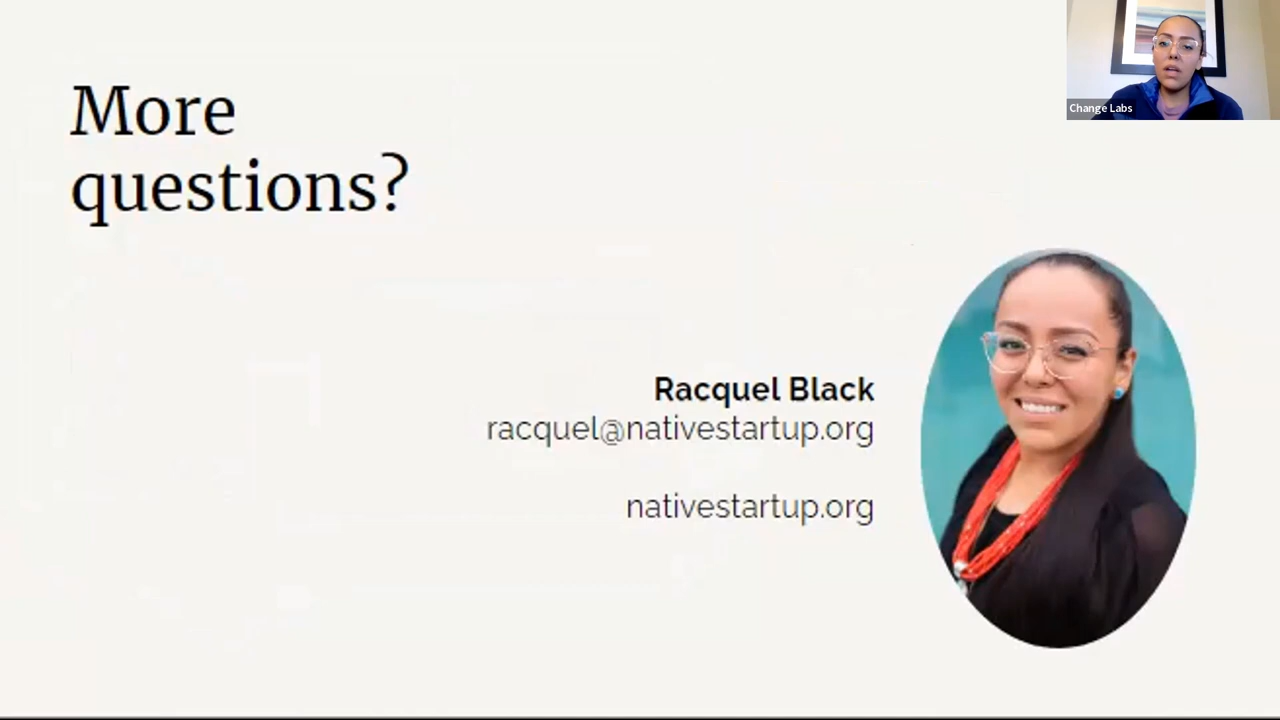 More
questions?
Change Labs
Racquel Black
racquel@nativestartup.org
nativestartup.org